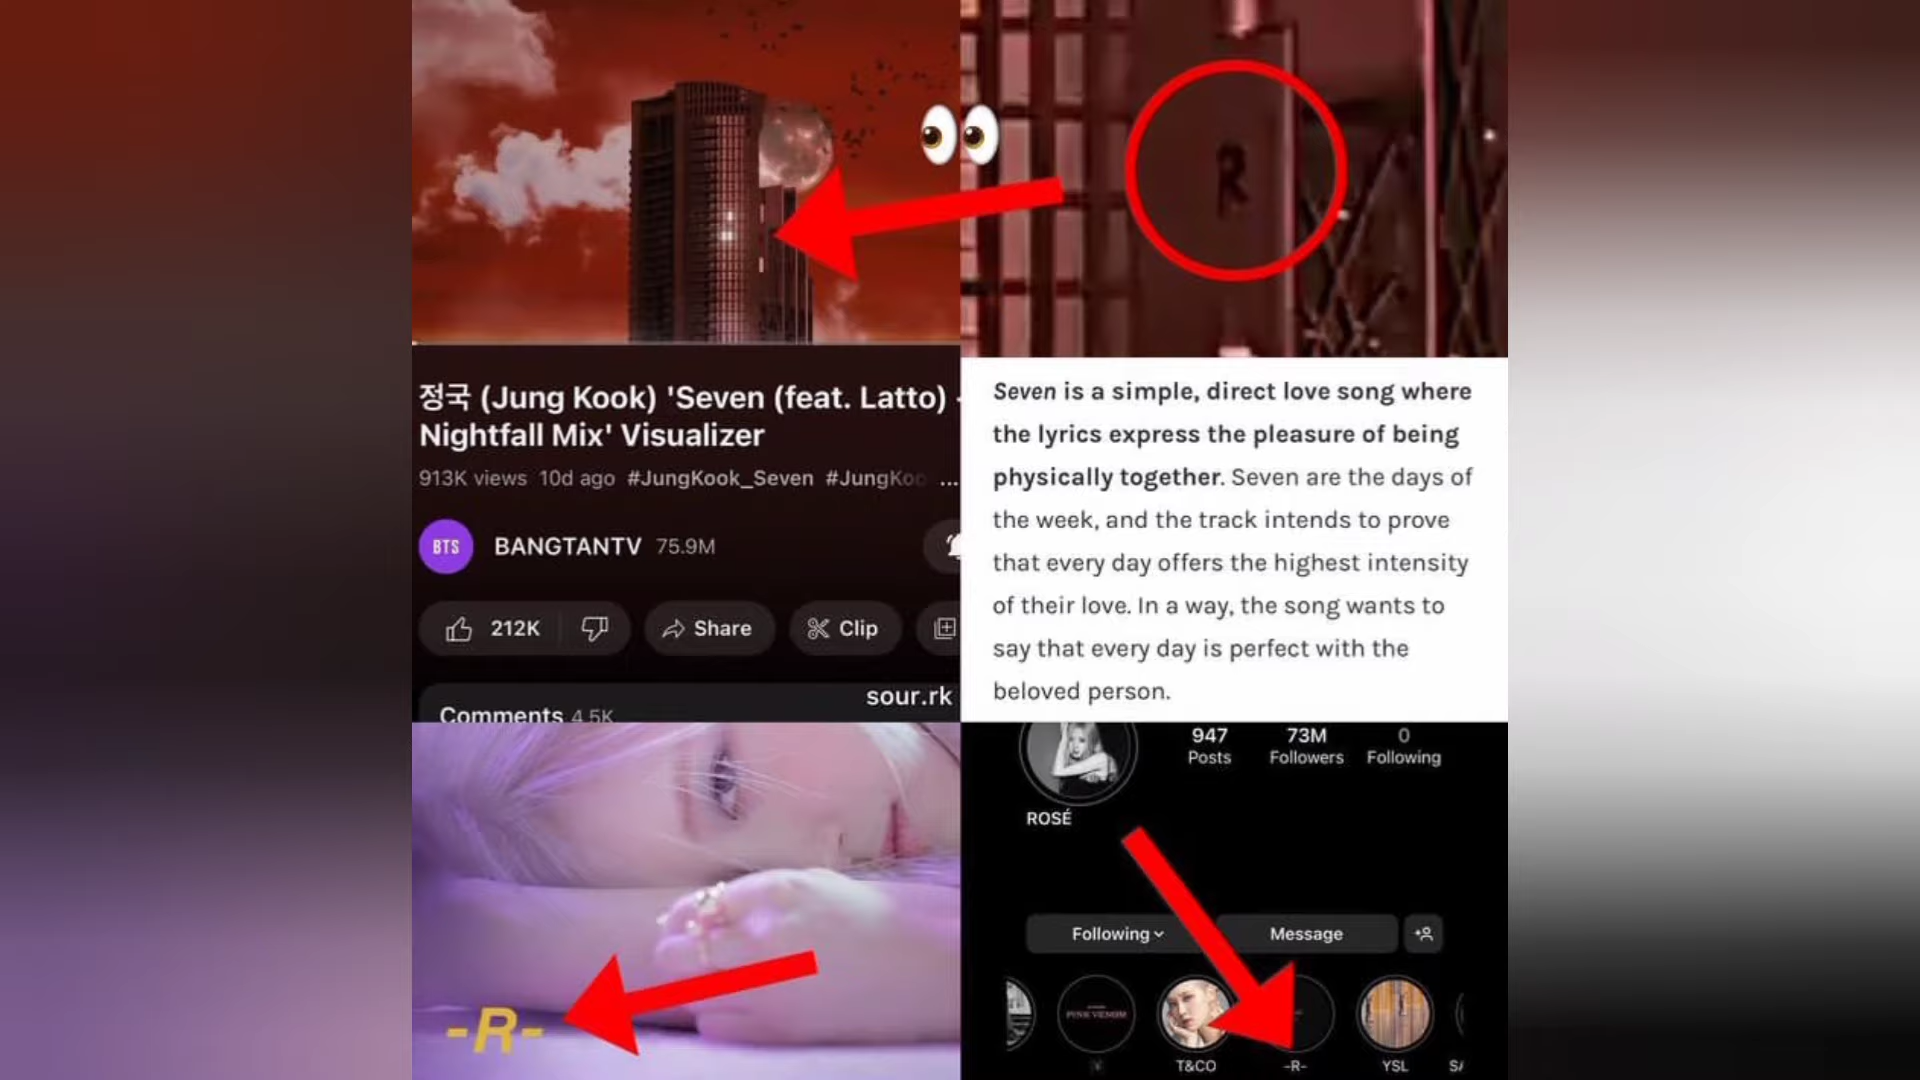 R
정국 (Jung Kook) 'Seven (feat. Latto) -
Nightfall Mix' Visualizer
913K views 10d ago #JungKook_Seven #JungKoo ...
BTS BANGTANTV 75.9M
212K Share Clip
Comments 4.5K
sour.rk
Seven is a simple, direct love song where
the lyrics express the pleasure of being
physically together. Seven are the days of
the week, and the track intends to prove
that every day offers the highest intensity
of their love. In a way, the song wants to
say that every day is perfect with the
beloved person.
-R-
947 73M 0
Posts Followers Following
ROSÉ
Following Message
PINK VENOM
T&CO -R- YSL SA